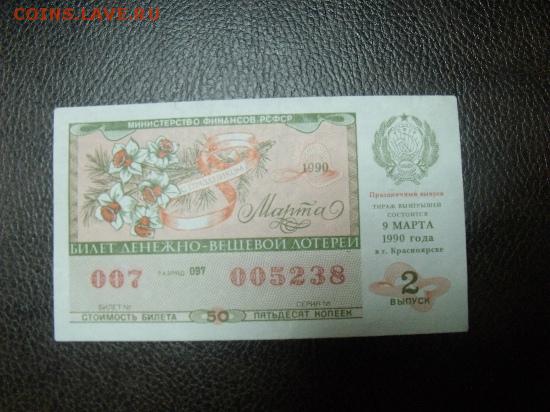 COINS.LAVE.RU
МИНИСТЕРСТВО ФИНАНСОВ РСФСР
8
1990
Марта
БИЛЕТ ДЕНЕЖНО-ВЕЩЕВОЙ ЛОТЕРЕИ
007 РАЗРЯД 097 005238
БИЛЕТ № СЕРИЯ №
СТОИМОСТЬ БИЛЕТА 50 ПЯТЬДЕСЯТ КОПЕЕК
Праздничный выпуск
ТИРАЖ ВЫИГРЫШЕЙ
СОСТОИТСЯ
9 МАРТА
1990 года
в г. Красноярске
2
ВЫПУСК